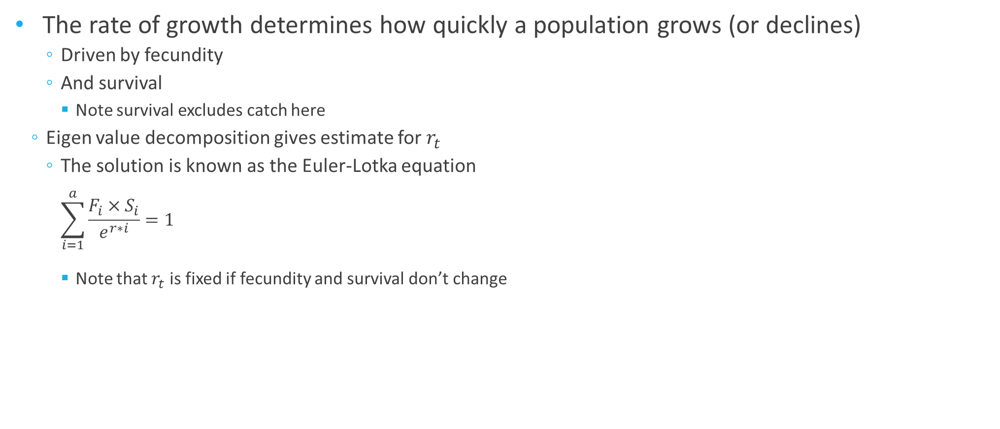 • The rate of growth determines how quickly a population grows (or declines)
◦ Driven by fecundity
◦ And survival
▪ Note survival excludes catch here
◦ Eigen value decomposition gives estimate for $r_t$
◦ The solution is known as the Euler-Lotka equation
$\sum_{i=1}^{a} \frac{F_i \times S_i}{e^{r*i}} = 1$
▪ Note that $r_t$ is fixed if fecundity and survival don’t change